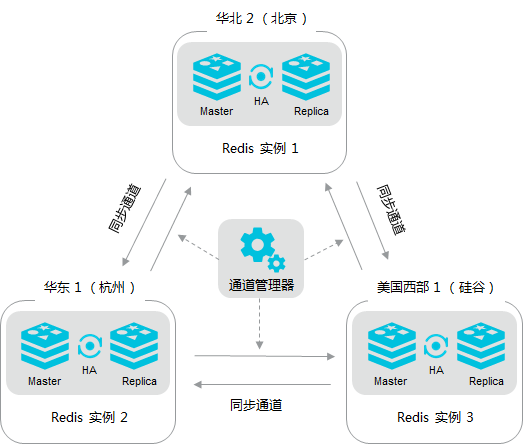 华北 2（北京）
Master
HA
Replica
Redis 实例 1
同步通道
同步通道
通道管理器
华东 1（杭州）
Master
HA
Replica
Redis 实例 2
美国西部 1（硅谷）
Master
HA
Replica
Redis 实例 3
同步通道